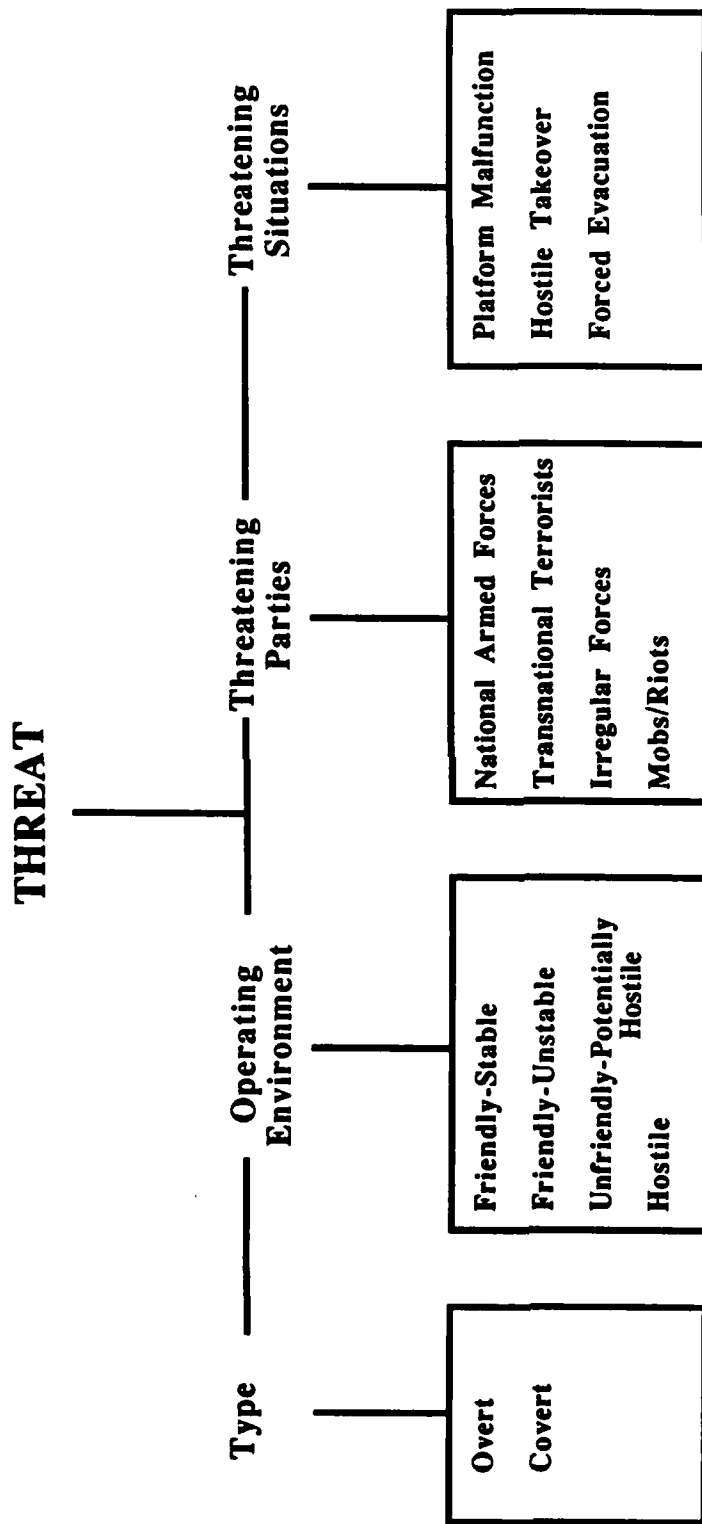 THREAT
Type
Operating
Environment
Threatening
Parties
Threatening
Situations
Overt
Covert
Friendly-Stable
Friendly-Unstable
Unfriendly-Potentially
Hostile
Hostile
National Armed Forces
Transnational Terrorists
Irregular Forces
Mobs/Riots
Platform Malfunction
Hostile Takeover
Forced Evacuation